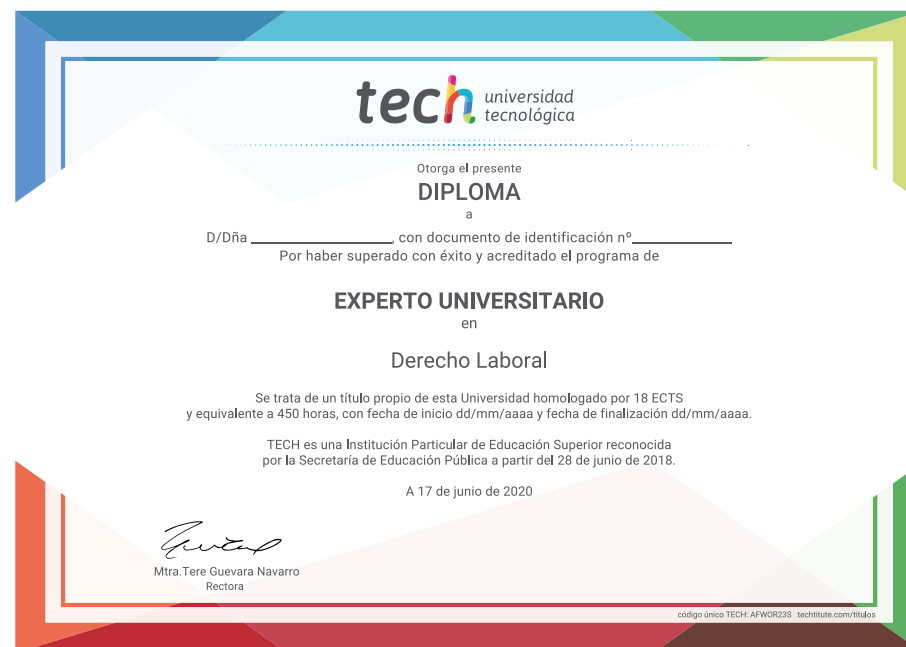 tech universidad
tecnológica
Otorga el presente
DIPLOMA
a
D/Dña ____________________, con documento de identificación nº______________
Por haber superado con éxito y acreditado el programa de
EXPERTO UNIVERSITARIO
en
Derecho Laboral
Se trata de un título propio de esta Universidad homologado por 18 ECTS
y equivalente a 450 horas, con fecha de inicio dd/mm/aaaa y fecha de finalización dd/mm/aaaa.
TECH es una Institución Particular de Educación Superior reconocida
por la Secretaría de Educación Pública a partir del 28 de junio de 2018.
A 17 de junio de 2020
Mtra.Tere Guevara Navarro
Rectora
código único TECH: AFWOR23S techtitute.com/titulos